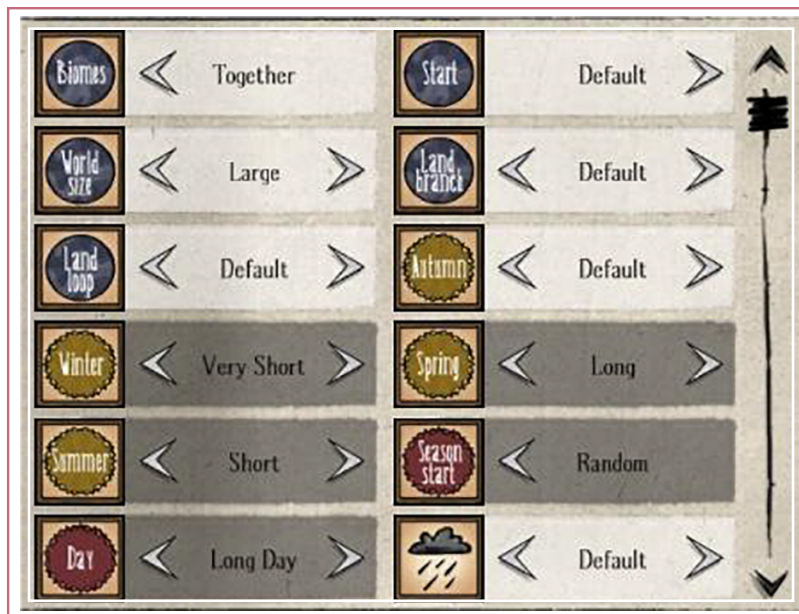 Biomes
Together
Start
Default
World
size
Large
Land
branch
Default
Land
loop
Default
Autumn
Default
Winter
Very Short
Spring
Long
Summer
Short
Season
start
Random
Day
Long Day
Default